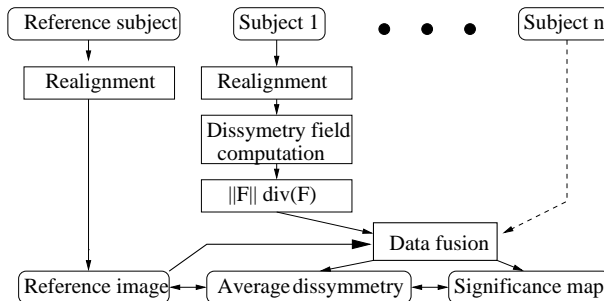 Reference subject
Subject 1
Subject n
Realignment
Realignment
Dissymetry field
computation
||F|| div(F)
Data fusion
Reference image
Average dissymmetry
Significance map